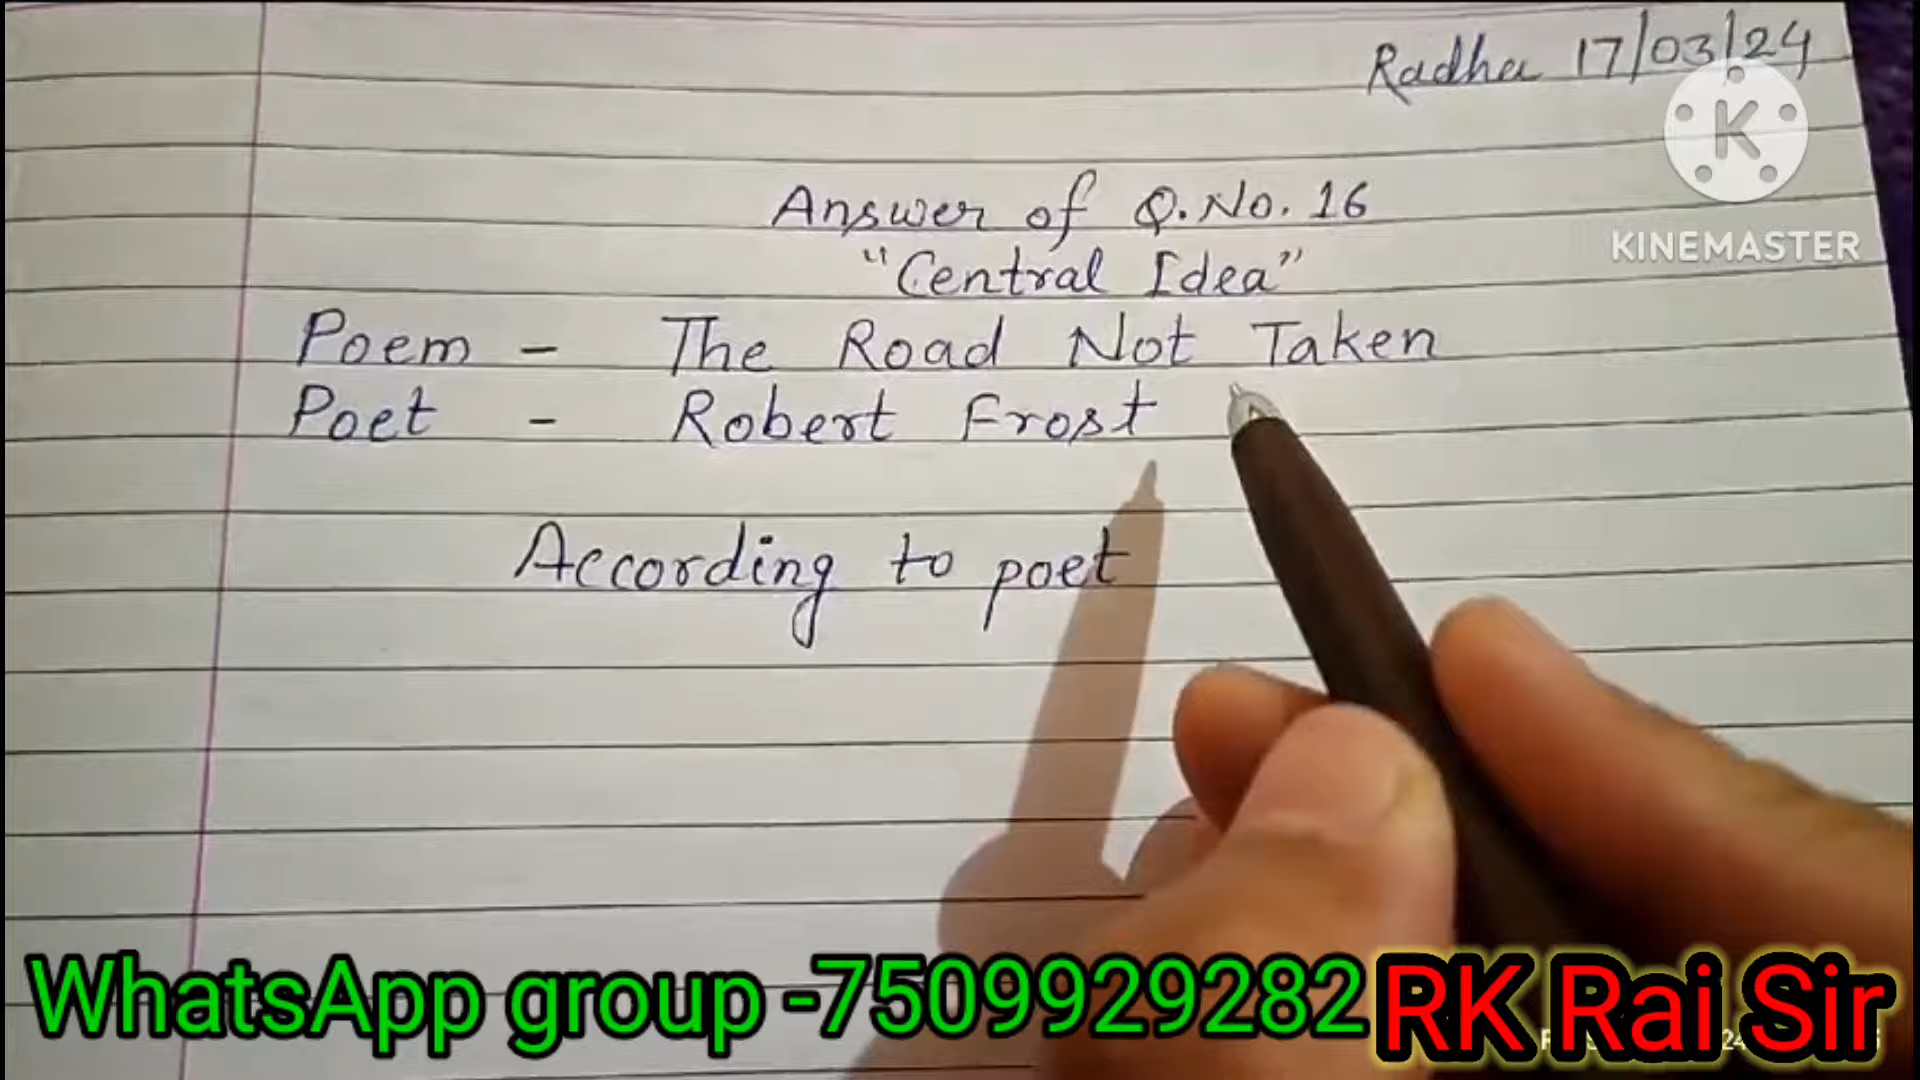 Radha 17/03/24
K
KINEMASTER
Answer of Q.No. 16
"Central Idea"
Poem - The Road Not Taken
Poet - Robert Frost
According to poet
WhatsApp group -7509929282 RK Rai Sir